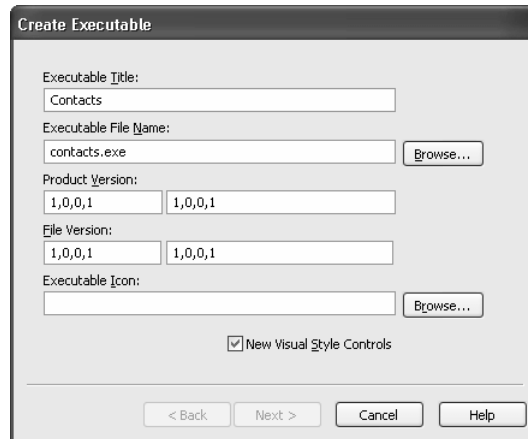 Create Executable
Executable Title:
Contacts
Executable File Name:
contacts.exe
Browse...
Product Version:
1,0,0,1 1,0,0,1
File Version:
1,0,0,1 1,0,0,1
Executable Icon:
Browse...
New Visual Style Controls
< Back Next > Cancel Help